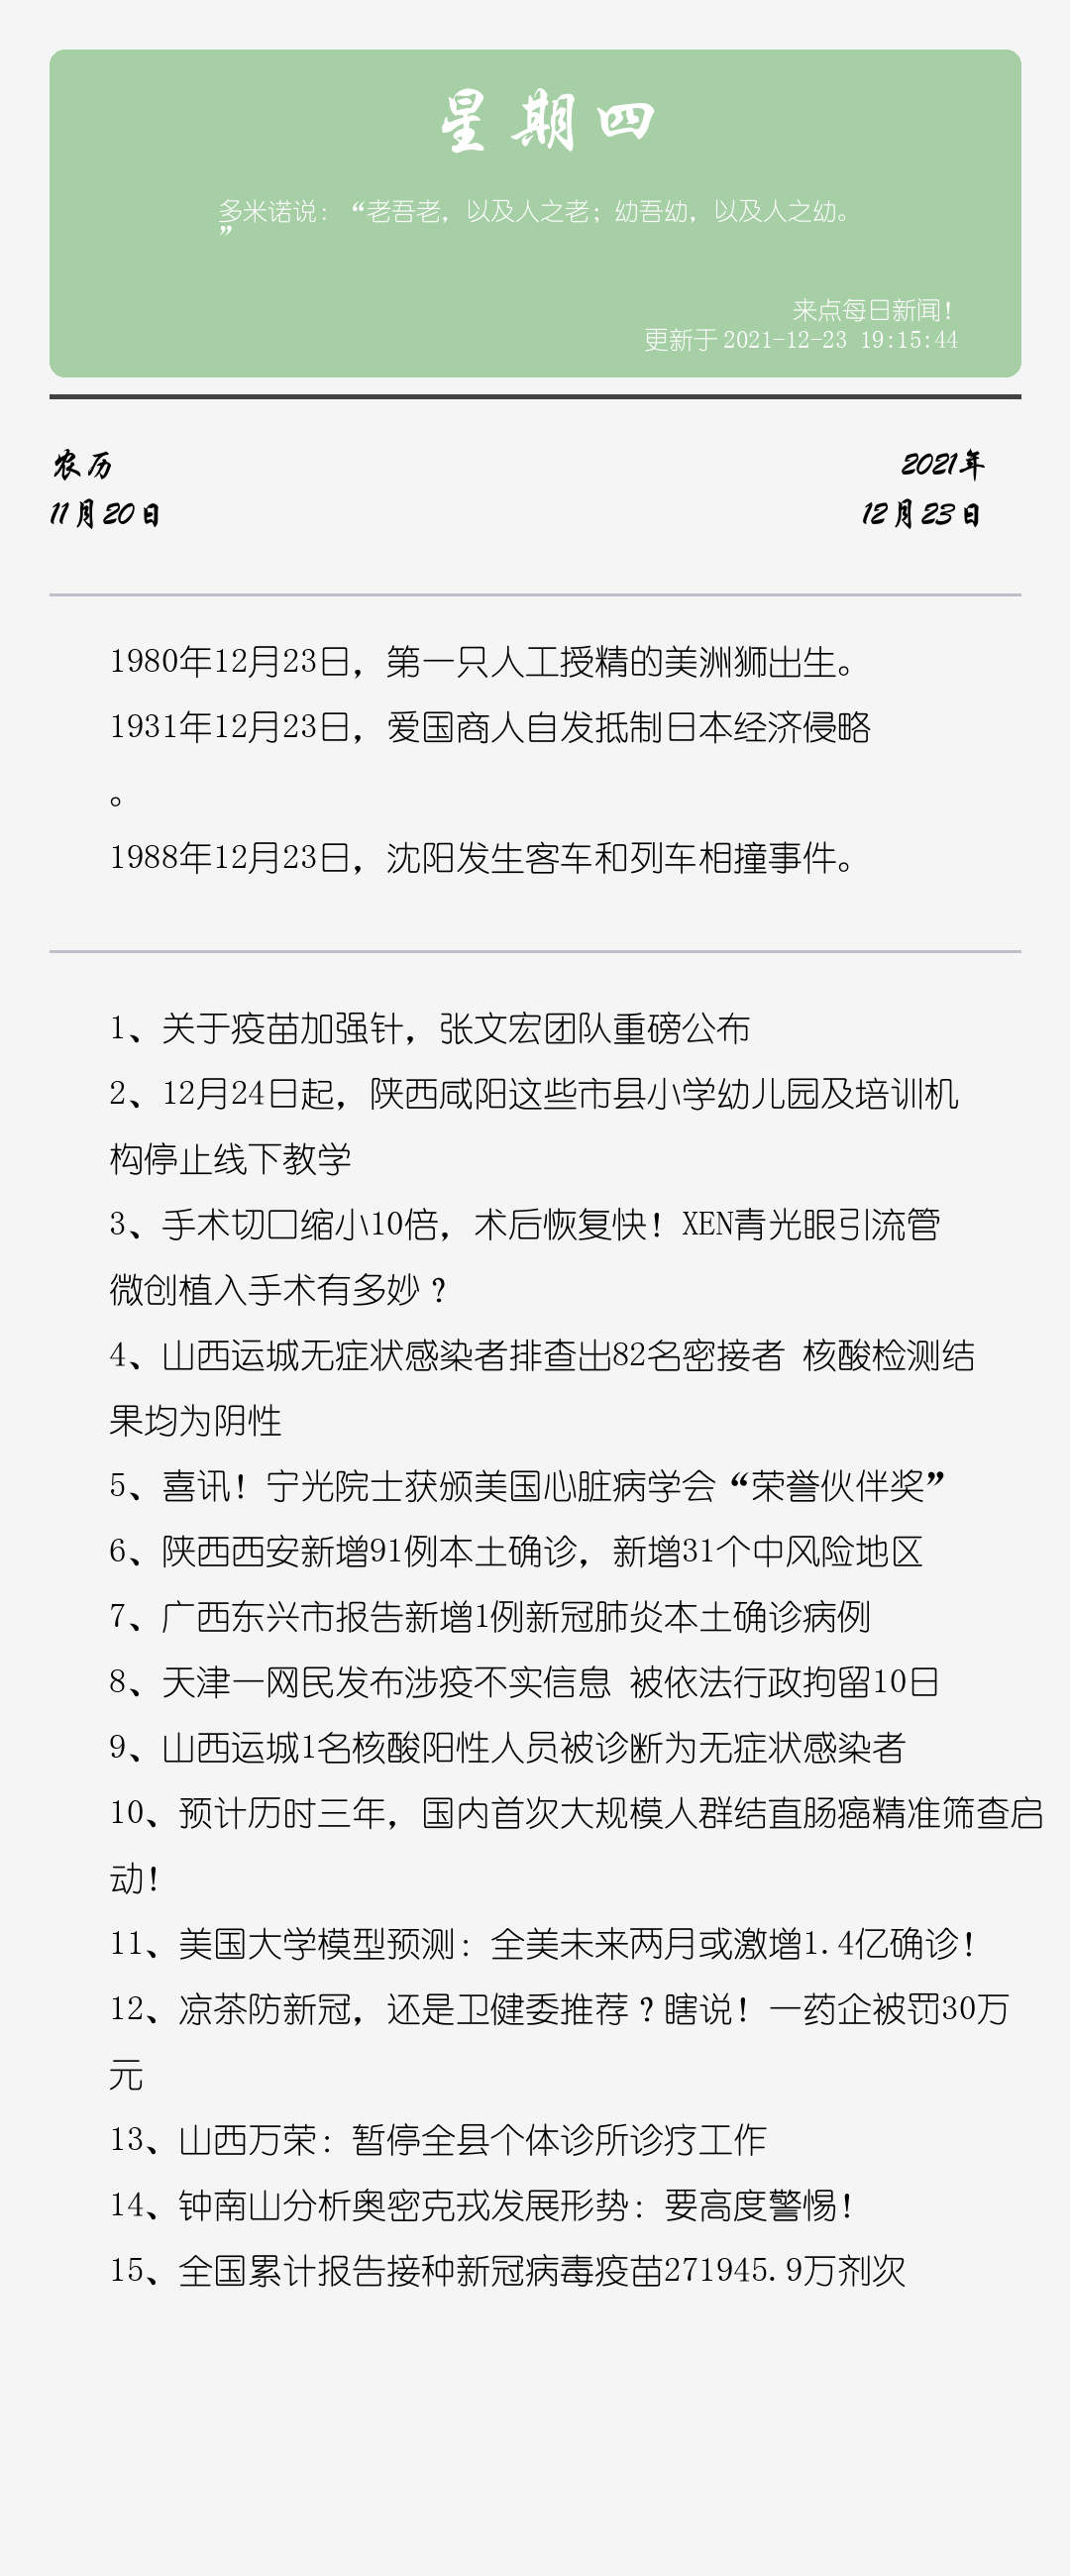 星期四
多米诺说：“老吾老，以及人之老；幼吾幼，以及人之幼。
”
来点每日新闻！
更新于 2021-12-23 19:15:44
农历
2021年
11月20日
12月23日
1980年12月23日，第一只人工授精的美洲狮出生。
1931年12月23日，爱国商人自发抵制日本经济侵略
。
1988年12月23日，沈阳发生客车和列车相撞事件。
1、关于疫苗加强针，张文宏团队重磅公布
2、12月24日起，陕西咸阳这些市县小学幼儿园及培训机
构停止线下教学
3、手术切口缩小10倍，术后恢复快！XEN青光眼引流管
微创植入手术有多妙？
4、山西运城无症状感染者排查出82名密接者 核酸检测结
果均为阴性
5、喜讯！宁光院士获颁美国心脏病学会“荣誉伙伴奖”
6、陕西西安新增91例本土确诊，新增31个中风险地区
7、广西东兴市报告新增1例新冠肺炎本土确诊病例
8、天津一网民发布涉疫不实信息 被依法行政拘留10日
9、山西运城1名核酸阳性人员被诊断为无症状感染者
10、预计历时三年，国内首次大规模人群结直肠癌精准筛查启
动！
11、美国大学模型预测：全美未来两月或激增1.4亿确诊！
12、凉茶防新冠，还是卫健委推荐？瞎说！一药企被罚30万
元
13、山西万荣：暂停全县个体诊所诊疗工作
14、钟南山分析奥密克戎发展形势：要高度警惕！
15、全国累计报告接种新冠病毒疫苗271945.9万剂次